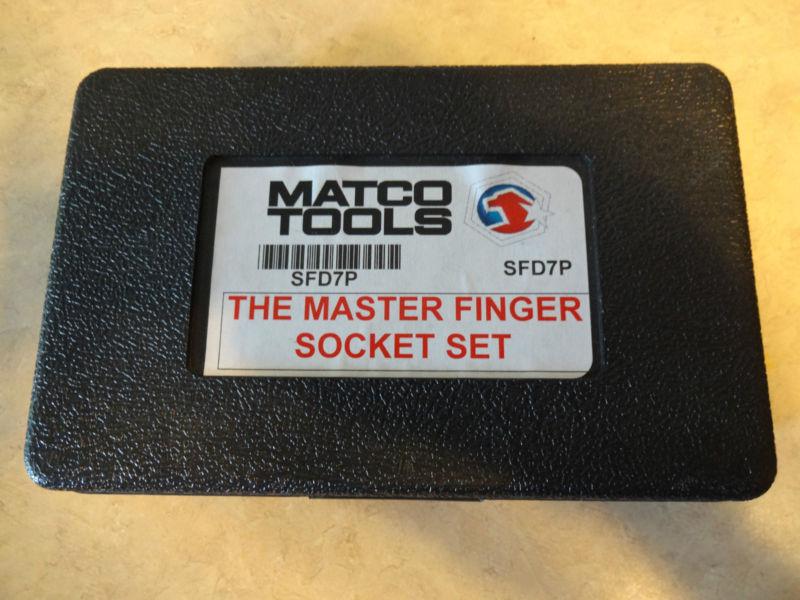 MATCO
TOOLS
SFD7P
SFD7P
THE MASTER FINGER
SOCKET SET